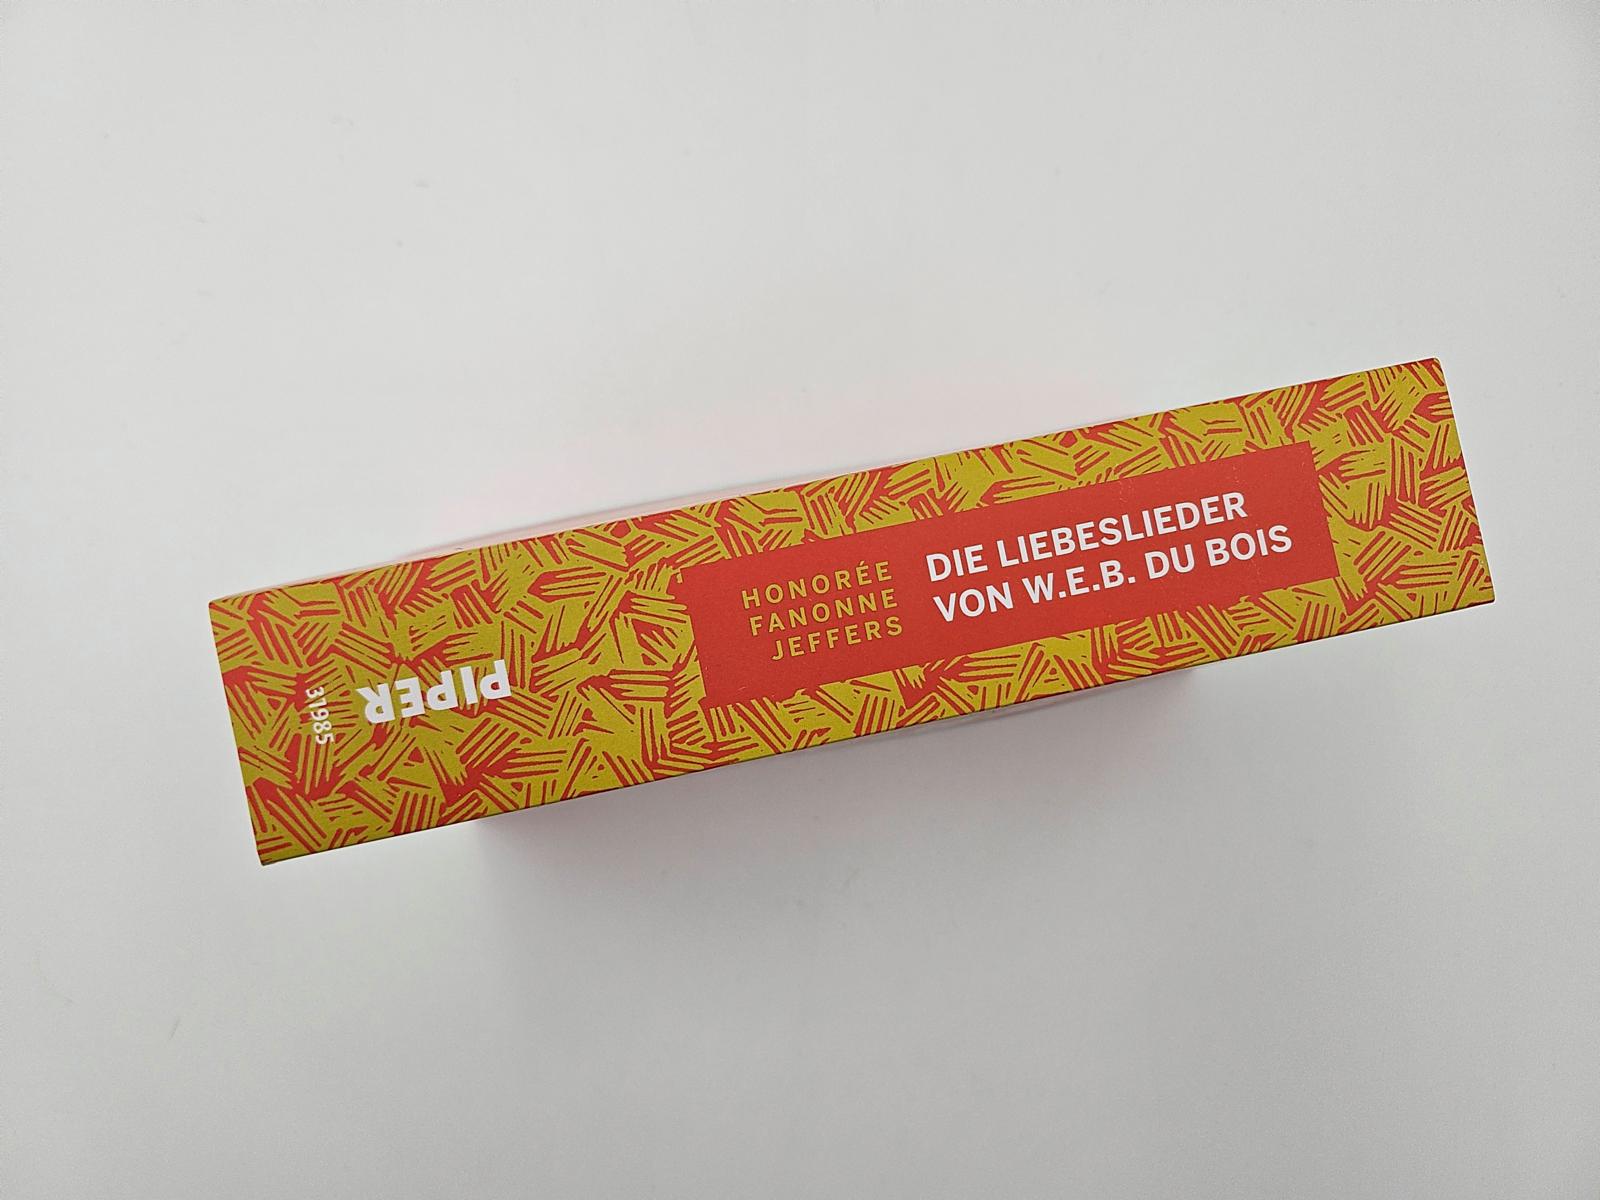 HONORÉE
FANONNE
JEFFERS
DIE LIEBESLIEDER
VON W.E.B. DU BOIS
PIPER
31985